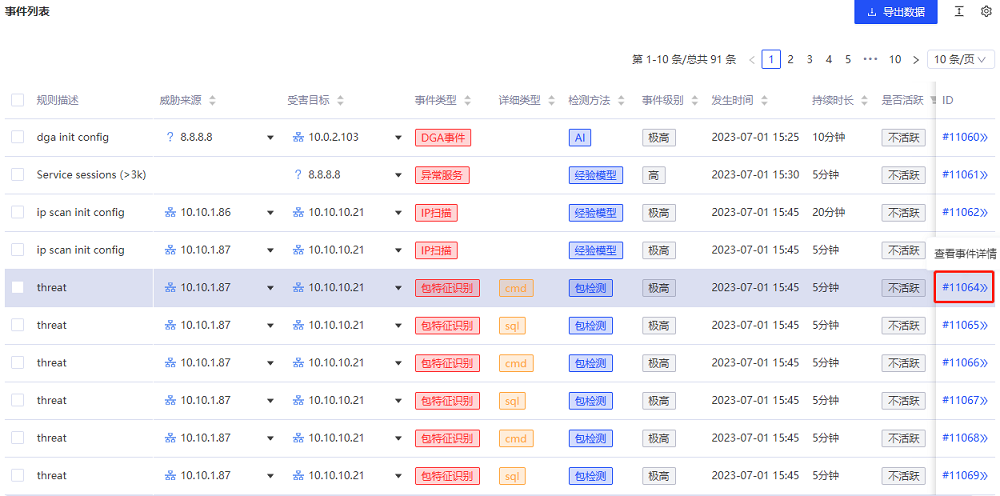 事件列表
导出数据
第 1-10 条/总共 91 条 1 2 3 4 5 ••• 10 10 条/页
规则描述 威胁来源 受害目标 事件类型 详细类型 检测方法 事件级别 发生时间 持续时长 是否活跃 ID
dga init config ? 8.8.8.8 10.0.2.103 DGA事件 AI 极高 2023-07-01 15:25 10分钟 不活跃 #11060
Service sessions (>3k) ? 8.8.8.8 异常服务 经验模型 高 2023-07-01 15:30 5分钟 不活跃 #11061
ip scan init config 10.10.1.86 10.10.10.21 IP扫描 经验模型 极高 2023-07-01 15:45 20分钟 不活跃 #11062
ip scan init config 10.10.1.87 10.10.10.21 IP扫描 经验模型 极高 2023-07-01 15:45 5分钟 不活跃
查看事件详情
threat 10.10.1.87 10.10.10.21 包特征识别 cmd 包检测 极高 2023-07-01 15:45 5分钟 不活跃 #11064
threat 10.10.1.87 10.10.10.21 包特征识别 sql 包检测 极高 2023-07-01 15:45 5分钟 不活跃 #11065
threat 10.10.1.87 10.10.10.21 包特征识别 cmd 包检测 极高 2023-07-01 15:45 5分钟 不活跃 #11066
threat 10.10.1.87 10.10.10.21 包特征识别 sql 包检测 极高 2023-07-01 15:45 5分钟 不活跃 #11067
threat 10.10.1.87 10.10.10.21 包特征识别 cmd 包检测 极高 2023-07-01 15:45 5分钟 不活跃 #11068
threat 10.10.1.87 10.10.10.21 包特征识别 sql 包检测 极高 2023-07-01 15:45 5分钟 不活跃 #11069